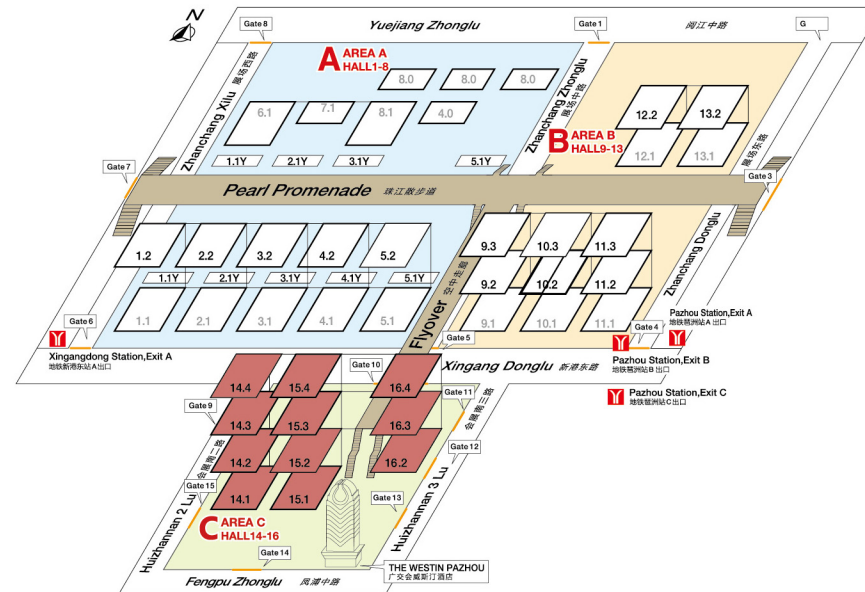 N
Gate 8
Yuejiang Zhonglu
Gate 1
阅江中路
G
A AREA A
HALL1-8
Zhanchang Xilu 展场西路
8.0
8.0
8.0
6.1
7.1
8.1
4.0
Zhanchang Zhonglu
展场中路
12.2
13.2
B AREA B
HALL9-13
12.1
13.1
展场东路
1.1Y
2.1Y
3.1Y
5.1Y
Gate 7
Gate 3
Pearl Promenade 珠江散步道
Zhanchang Donglu
1.2
2.2
3.2
4.2
5.2
9.3
10.3
11.3
1.1Y
2.1Y
3.1Y
4.1Y
5.1Y
9.2
10.2
11.2
Flyover 空中走廊
1.1
2.1
3.1
4.1
5.1
9.1
10.1
11.1
Gate 6
Xingangdong Station,Exit A
地铁新港东站A出口
Gate 5
Gate 4
Pazhou Station,Exit A
地铁琶洲站A出口
Pazhou Station,Exit B
地铁琶洲站B出口
Pazhou Station,Exit C
地铁琶洲站C出口
Xingang Donglu 新港东路
Gate 10
14.4
15.4
16.4
Gate 9
Gate 11
14.3
15.3
16.3
会展南三路
会展南二路
Gate 12
14.2
15.2
16.2
Gate 15
14.1
15.1
Gate 13
Huizhannan 2 Lu
Huizhannan 3 Lu
C AREA C
HALL14-16
Gate 14
THE WESTIN PAZHOU
广交会威斯汀酒店
Fengpu Zhonglu 凤浦中路